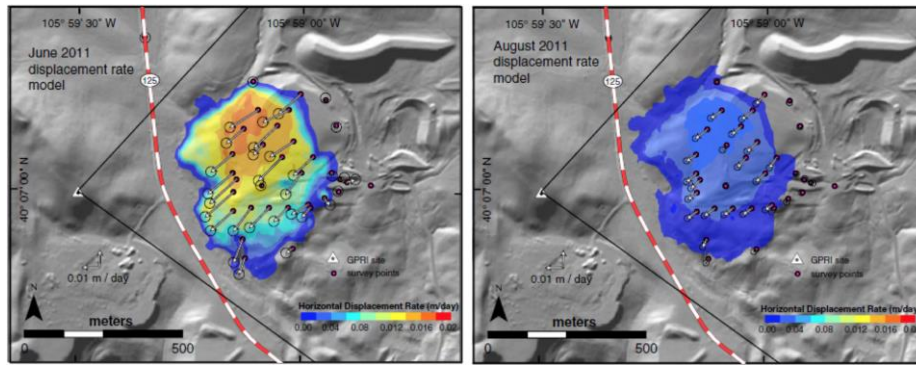 105° 59' 30" W
105° 59' 00" W
June 2011
displacement rate
model
125
40° 07' 06" N
0.01 m / day
GPRI site
survey points
N
Horizontal Displacement Rate (m/day)
0.00 0.04 0.08 0.012 0.016 0.02
meters
0 500
105° 59' 30" W
105° 59' 00" W
August 2011
displacement rate
model
125
40° 07' 06" N
0.01 m / day
GPRI site
survey points
N
Horizontal Displacement Rate (m/day)
0.00 0.04 0.08 0.012 0.016 0.02
meters
0 500